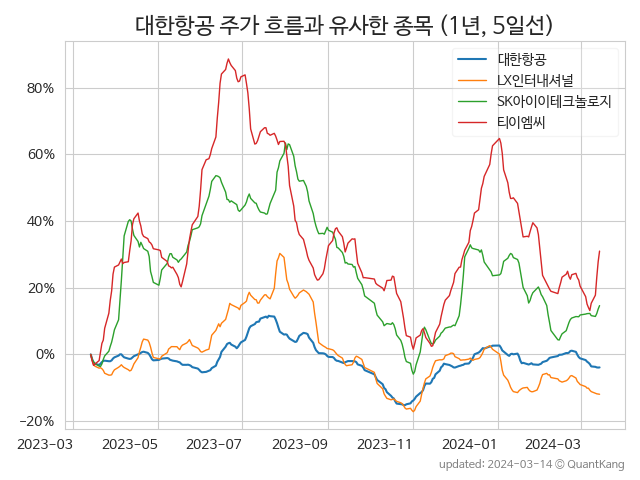 대한항공 주가 흐름과 유사한 종목 (1년, 5일선)
대한항공
LX인터내셔널
SK아이이테크놀로지
티이엠씨
80%
60%
40%
20%
0%
−20%
2023-03 2023-05 2023-07 2023-09 2023-11 2024-01 2024-03
updated: 2024-03-14 © QuantKang